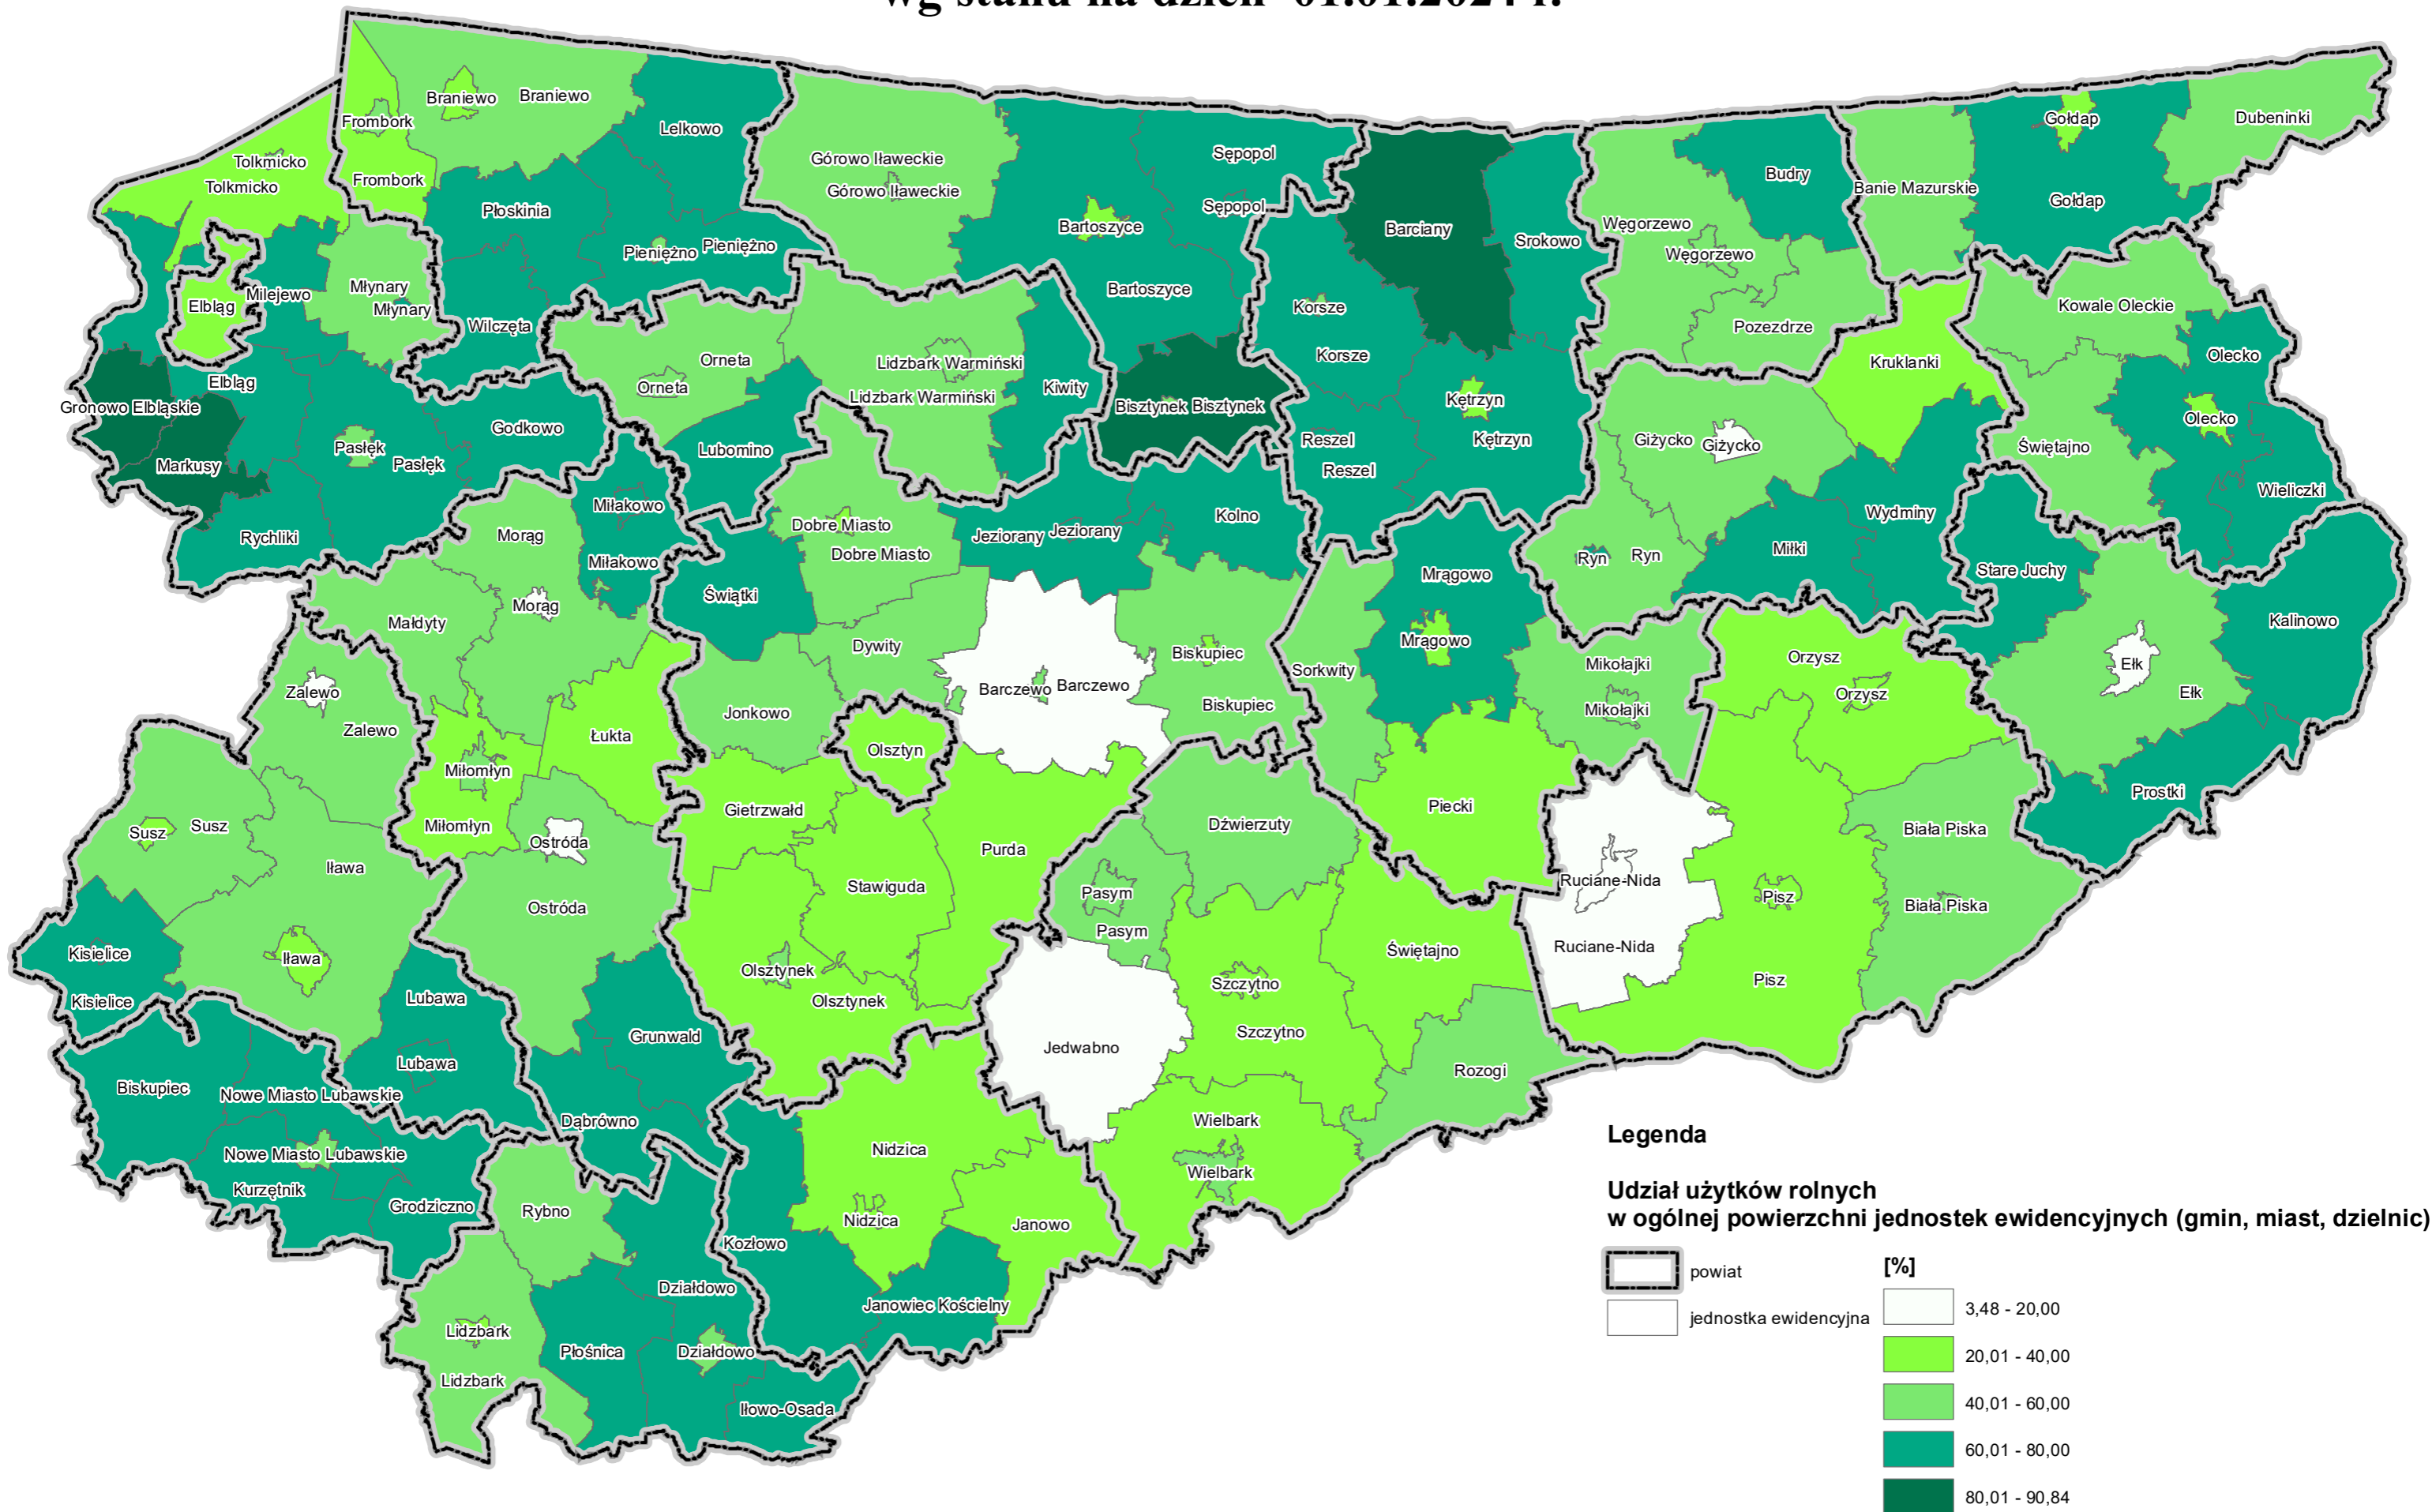 wg stanu na dzień 01.01.2024 r.
Braniewo
Braniewo
Frombork
Lelkowo
Tolkmicko
Tolkmicko
Frombork
Płoskinia
Pieniężno
Pieniężno
Górowo Iławeckie
Górowo Iławeckie
Sępopol
Sępopol
Bartoszyce
Bartoszyce
Barciany
Srokowo
Budry
Węgorzewo
Węgorzewo
Banie Mazurskie
Gołdap
Gołdap
Dubeninki
Elbląg
Milejewo
Młynary
Młynary
Wilczęta
Korsze
Korsze
Pozezdrze
Kruklanki
Kowale Oleckie
Olecko
Olecko
Elbląg
Gronowo Elbląskie
Markusy
Pasłęk
Pasłęk
Godkowo
Orneta
Orneta
Lidzbark Warmiński
Lidzbark Warmiński
Kiwity
Bisztynek
Bisztynek
Kętrzyn
Kętrzyn
Reszel
Reszel
Giżycko
Giżycko
Świętajno
Wieliczki
Lubomino
Rychliki
Morąg
Miłakowo
Miłakowo
Dobre Miasto
Dobre Miasto
Jeziorany
Jeziorany
Kolno
Wydminy
Miłki
Ryn
Ryn
Stare Juchy
Kalinowo
Mrągowo
Mrągowo
Świątki
Morąg
Małdyty
Dywity
Barczewo
Barczewo
Biskupiec
Biskupiec
Sorkwity
Mikołajki
Mikołajki
Orzysz
Orzysz
Ełk
Ełk
Zalewo
Zalewo
Łukta
Jonkowo
Olsztyn
Miłomłyn
Miłomłyn
Gietrzwałd
Purda
Dźwierzuty
Piecki
Prostki
Biała Piska
Biała Piska
Susz
Susz
Iława
Ostróda
Ostróda
Stawiguda
Pasym
Pasym
Ruciane-Nida
Ruciane-Nida
Pisz
Pisz
Kisielice
Kisielice
Iława
Lubawa
Lubawa
Olsztynek
Olsztynek
Szczytno
Szczytno
Świętajno
Grunwald
Jedwabno
Rozogi
Biskupiec
Nowe Miasto Lubawskie
Nowe Miasto Lubawskie
Dąbrówno
Nidzica
Nidzica
Wielbark
Wielbark
Kurzętnik
Grodziczno
Rybno
Kozłowo
Janowo
Działdowo
Działdowo
Janowiec Kościelny
Lidzbark
Lidzbark
Płośnica
Iłowo-Osada
Legenda
Udział użytków rolnych
w ogólnej powierzchni jednostek ewidencyjnych (gmin, miast, dzielnic)
powiat
jednostka ewidencyjna
[%]
3,48 - 20,00
20,01 - 40,00
40,01 - 60,00
60,01 - 80,00
80,01 - 90,84